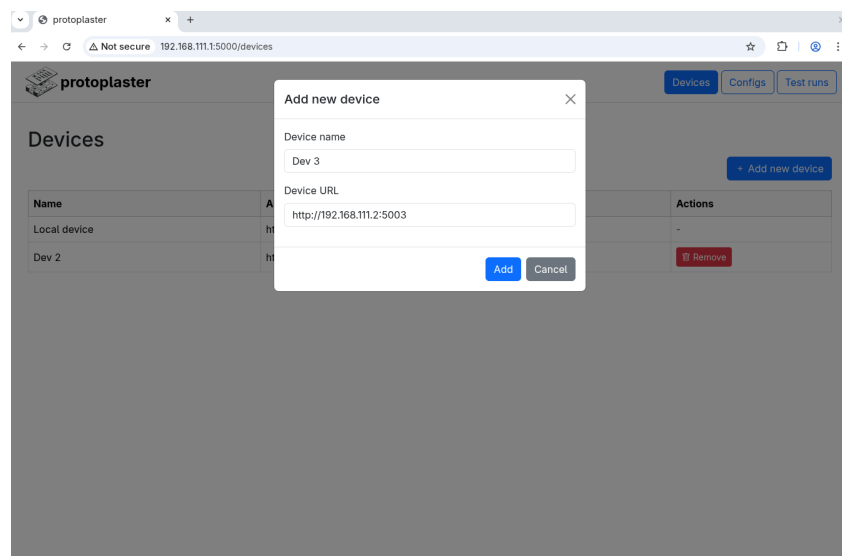 protoplaster
Not secure 192.168.111.1:5000/devices
protoplaster
Devices Configs Test runs
Add new device
Devices
Device name
Dev 3
+ Add new device
Device URL
Name Actions
http://192.168.111.2:5003
Local device -
Dev 2 Remove
Add Cancel